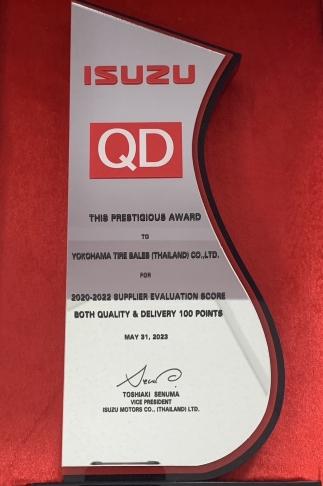 ISUZU
QD
THIS PRESTIGIOUS AWARD
TO
YOKOHAMA TIRE SALES (THAILAND) CO.,LTD.
FOR
2020-2022 SUPPLIER EVALUATION SCORE
BOTH QUALITY & DELIVERY 100 POINTS
MAY 31, 2023
TOSHIAKI SENUMA
VICE PRESIDENT
ISUZU MOTORS CO., (THAILAND) LTD.